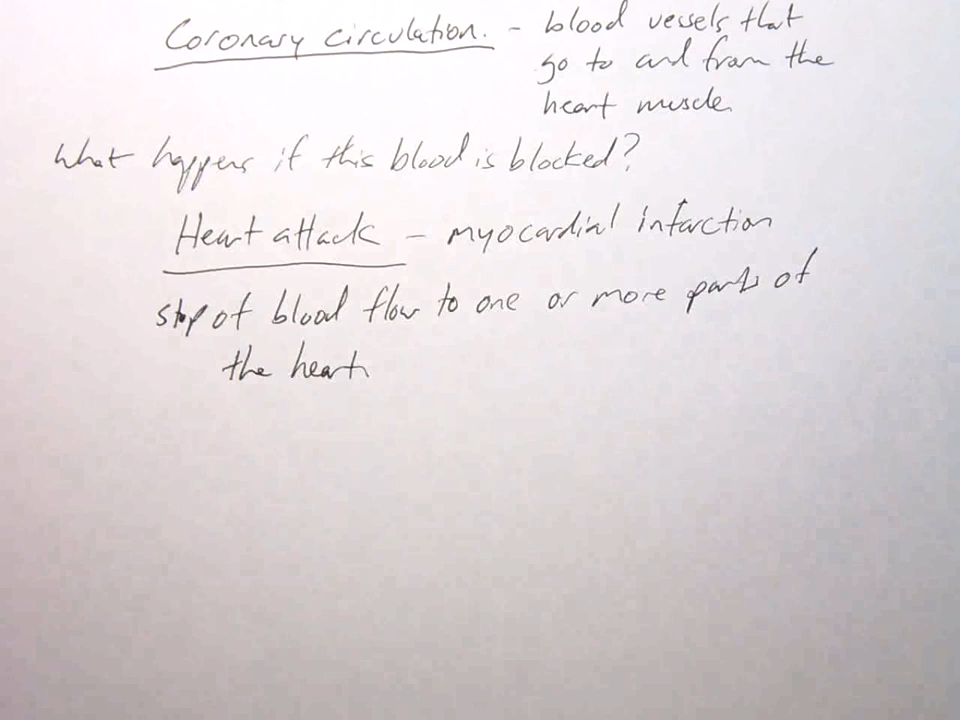 Coronary circulation. - blood vessels that
go to and from the
heart muscle.
What happens if this blood is blocked?
Heart attack - myocardial infarction
stop of blood flow to one or more parts of
the heart